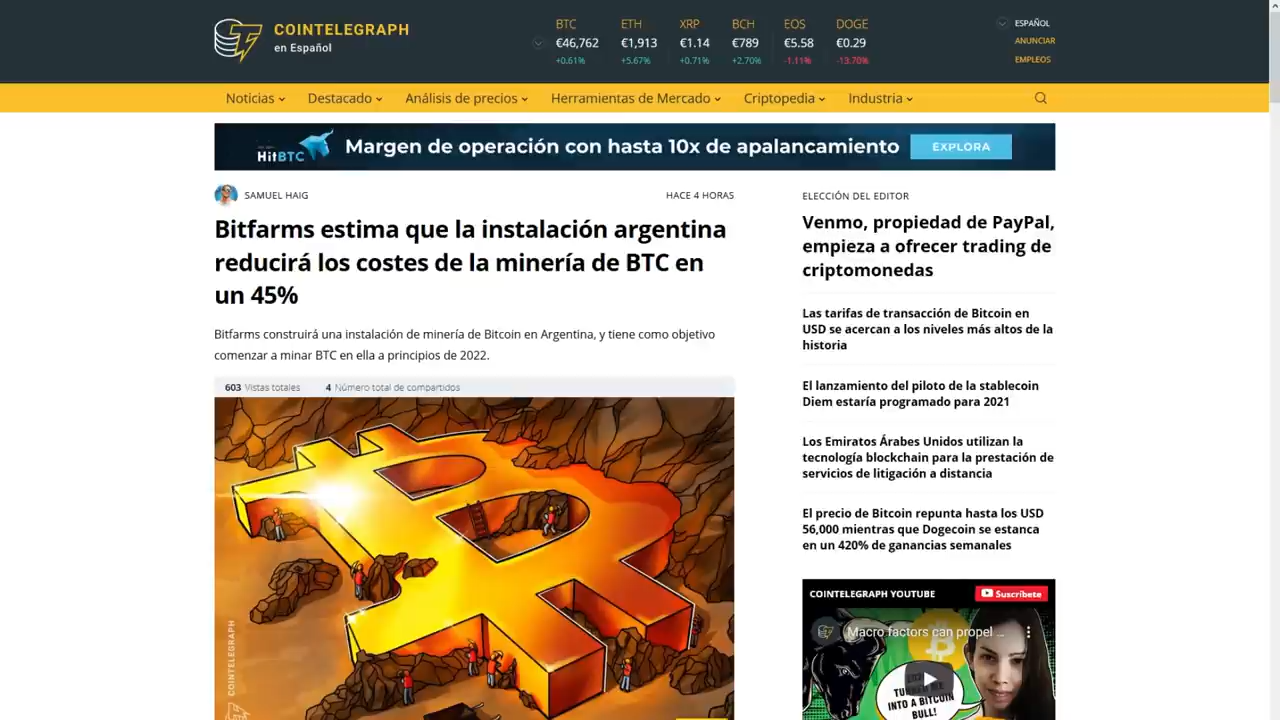 COINTELEGRAPH
en Español
BTC
€46,762
+0.61%
ETH
€1,913
+5.67%
XRP
€1.14
+0.71%
BCH
€789
+2.70%
EOS
€5.58
-1.11%
DOGE
€0.29
-13.70%
ESPAÑOL
ANUNCIAR
EMPLEOS
Noticias
Destacado
Análisis de precios
Herramientas de Mercado
Criptopedia
Industria
HitBTC
Margen de operación con hasta 10x de apalancamiento
EXPLORA
SAMUEL HAIG
HACE 4 HORAS
Bitfarms estima que la instalación argentina
reducirá los costes de la minería de BTC en
un 45%
Bitfarms construirá una instalación de minería de Bitcoin en Argentina, y tiene como objetivo
comenzar a minar BTC en ella a principios de 2022.
603 Vistas totales
4 Número total de compartidos
COINTELEGRAPH
ELECCIÓN DEL EDITOR
Venmo, propiedad de PayPal,
empieza a ofrecer trading de
criptomonedas
Las tarifas de transacción de Bitcoin en
USD se acercan a los niveles más altos de la
historia
El lanzamiento del piloto de la stablecoin
Diem estaría programado para 2021
Los Emiratos Árabes Unidos utilizan la
tecnología blockchain para la prestación de
servicios de litigación a distancia
El precio de Bitcoin repunta hasta los USD
56,000 mientras que Dogecoin se estanca
en un 420% de ganancias semanales
COINTELEGRAPH YOUTUBE
Suscríbete
Macro factors can propel ...
INTO A BITCOIN
BULL!